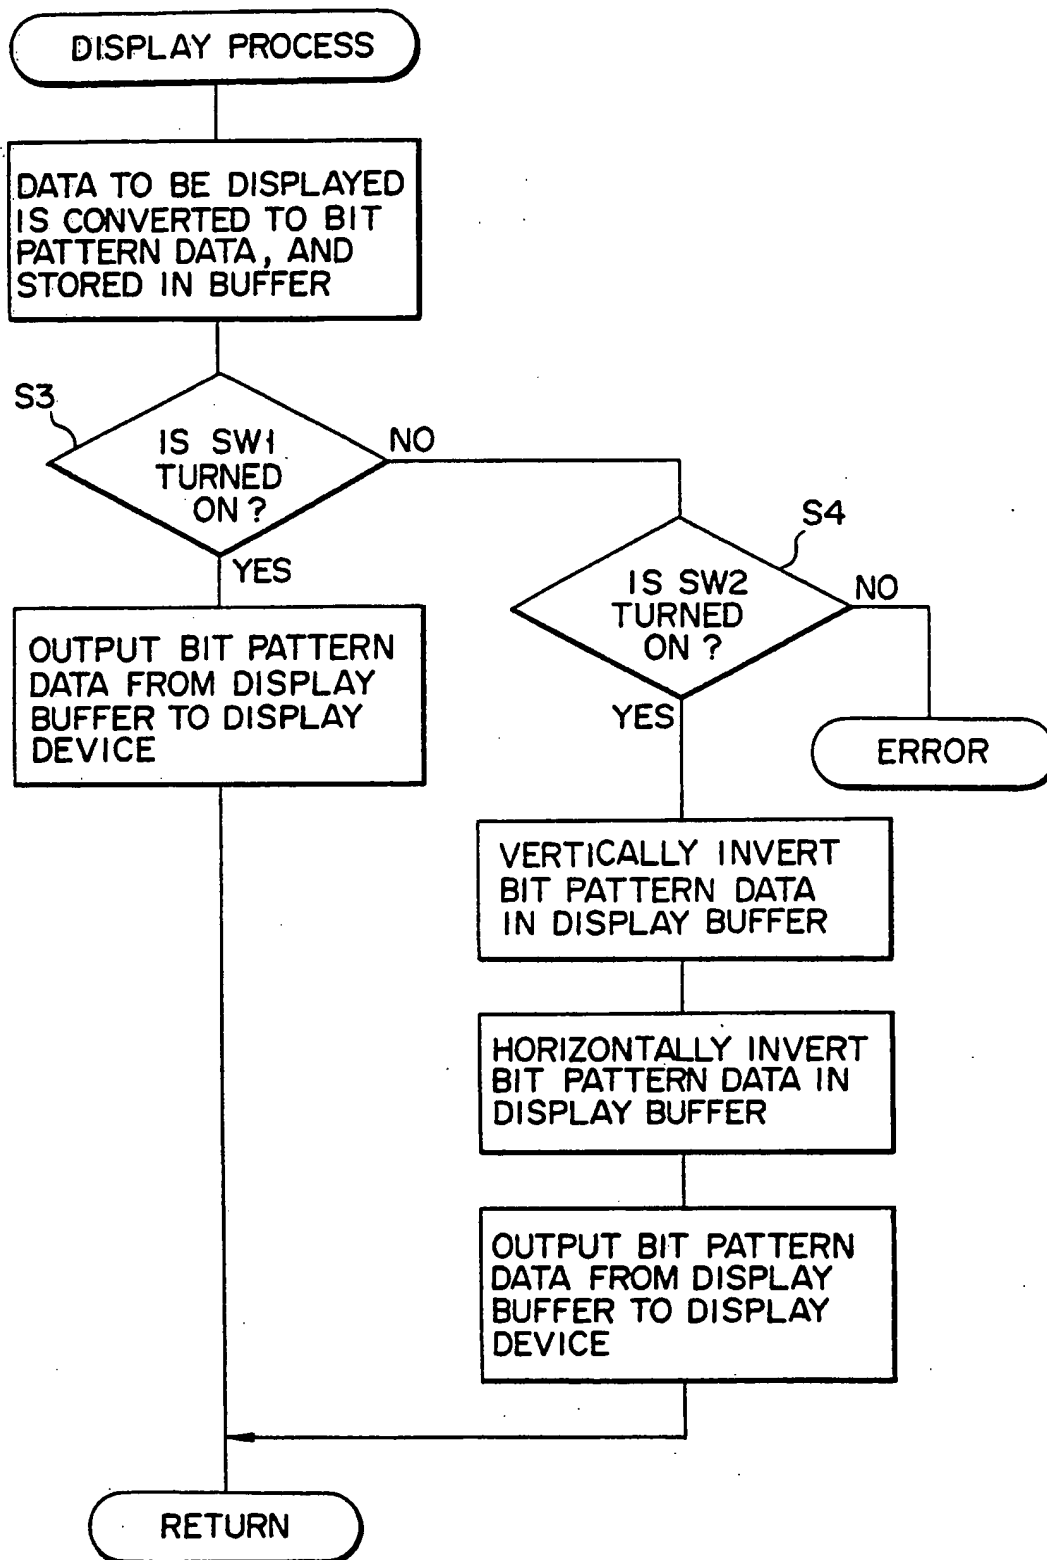 DISPLAY PROCESS
DATA TO BE DISPLAYED
IS CONVERTED TO BIT
PATTERN DATA, AND
STORED IN BUFFER
S3
IS SW1
TURNED
ON ?
NO
YES
S4
IS SW2
TURNED
ON ?
NO
YES
ERROR
OUTPUT BIT PATTERN
DATA FROM DISPLAY
BUFFER TO DISPLAY
DEVICE
VERTICALLY INVERT
BIT PATTERN DATA
IN DISPLAY BUFFER
HORIZONTALLY INVERT
BIT PATTERN DATA IN
DISPLAY BUFFER
OUTPUT BIT PATTERN
DATA FROM DISPLAY
BUFFER TO DISPLAY
DEVICE
RETURN